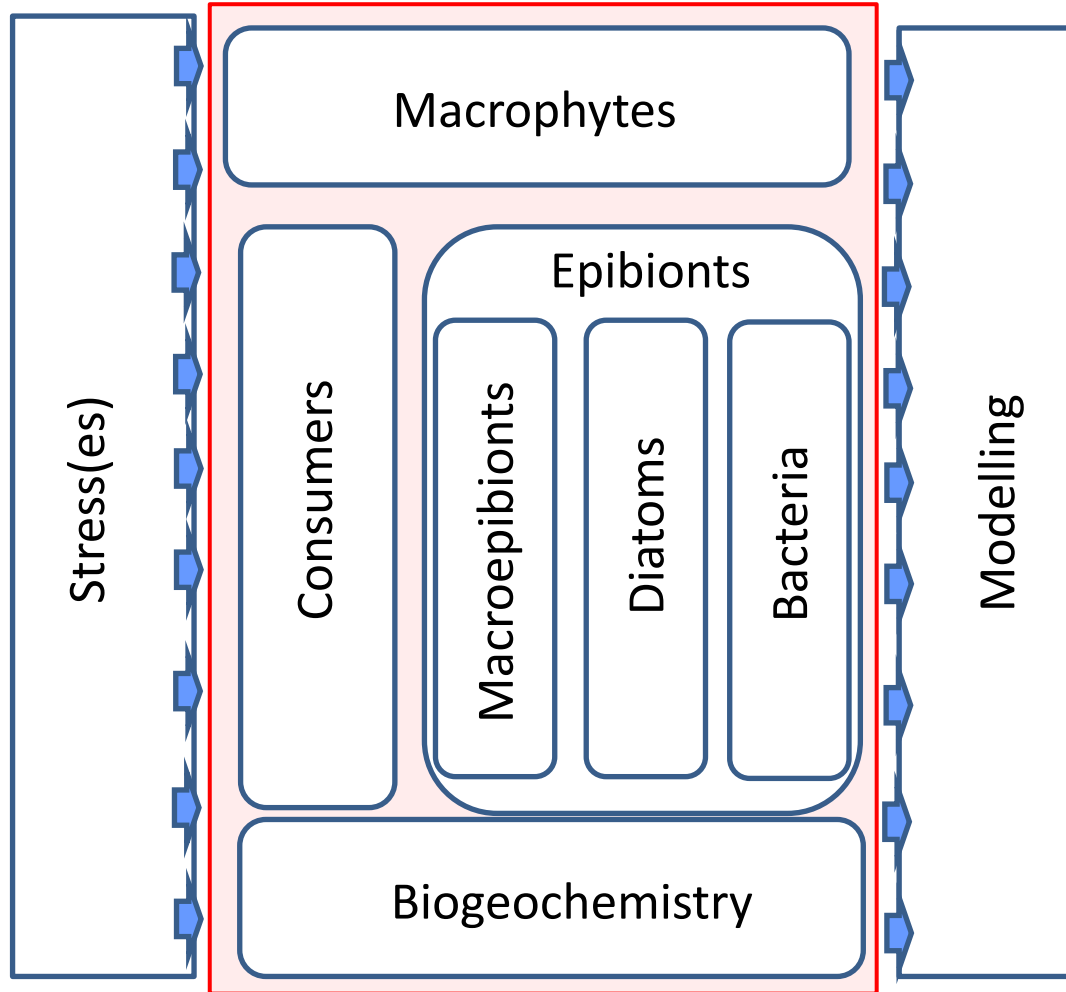 Stress(es)
Macrophytes
Consumers
Epibionts
Macroepibionts
Diatoms
Bacteria
Biogeochemistry
Modelling